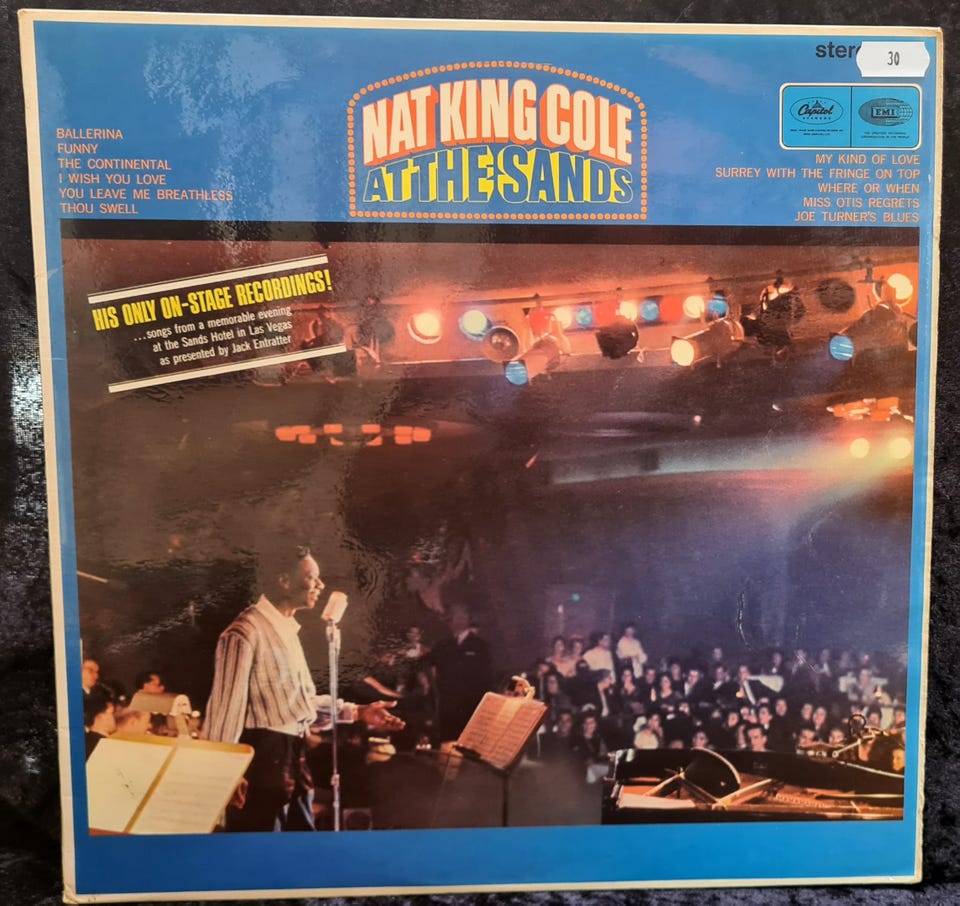 stere
30
NAT KING COLE
AT THE SANDS
Capitol
RECORDS
EMI
BALLERINA
FUNNY
THE CONTINENTAL
I WISH YOU LOVE
YOU LEAVE ME BREATHLESS
THOU SWELL
MY KIND OF LOVE
SURREY WITH THE FRINGE ON TOP
WHERE OR WHEN
MISS OTIS REGRETS
JOE TURNER'S BLUES
HIS ONLY ON-STAGE RECORDINGS!
...songs from a memorable evening
at the Sands Hotel in Las Vegas
as presented by Jack Entratter